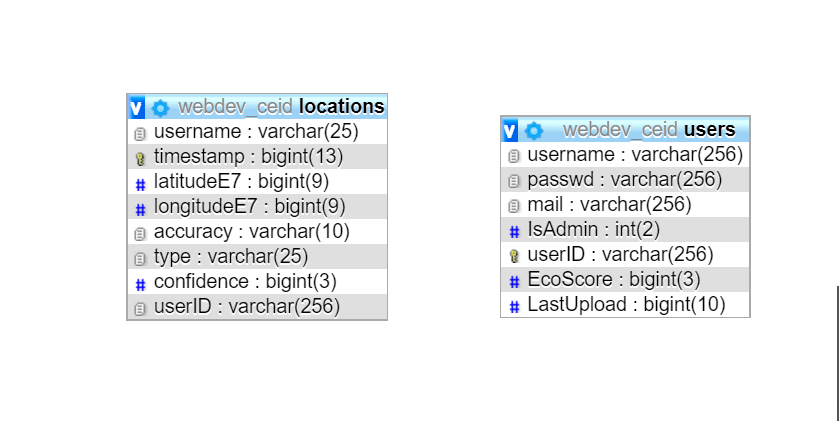 v webdev_ceid locations
username : varchar(25)
timestamp : bigint(13)
# latitudeE7 : bigint(9)
# longitudeE7 : bigint(9)
accuracy : varchar(10)
type : varchar(25)
# confidence : bigint(3)
userID : varchar(256)
v webdev_ceid users
username : varchar(256)
passwd : varchar(256)
mail : varchar(256)
# IsAdmin : int(2)
userID : varchar(256)
# EcoScore : bigint(3)
# LastUpload : bigint(10)